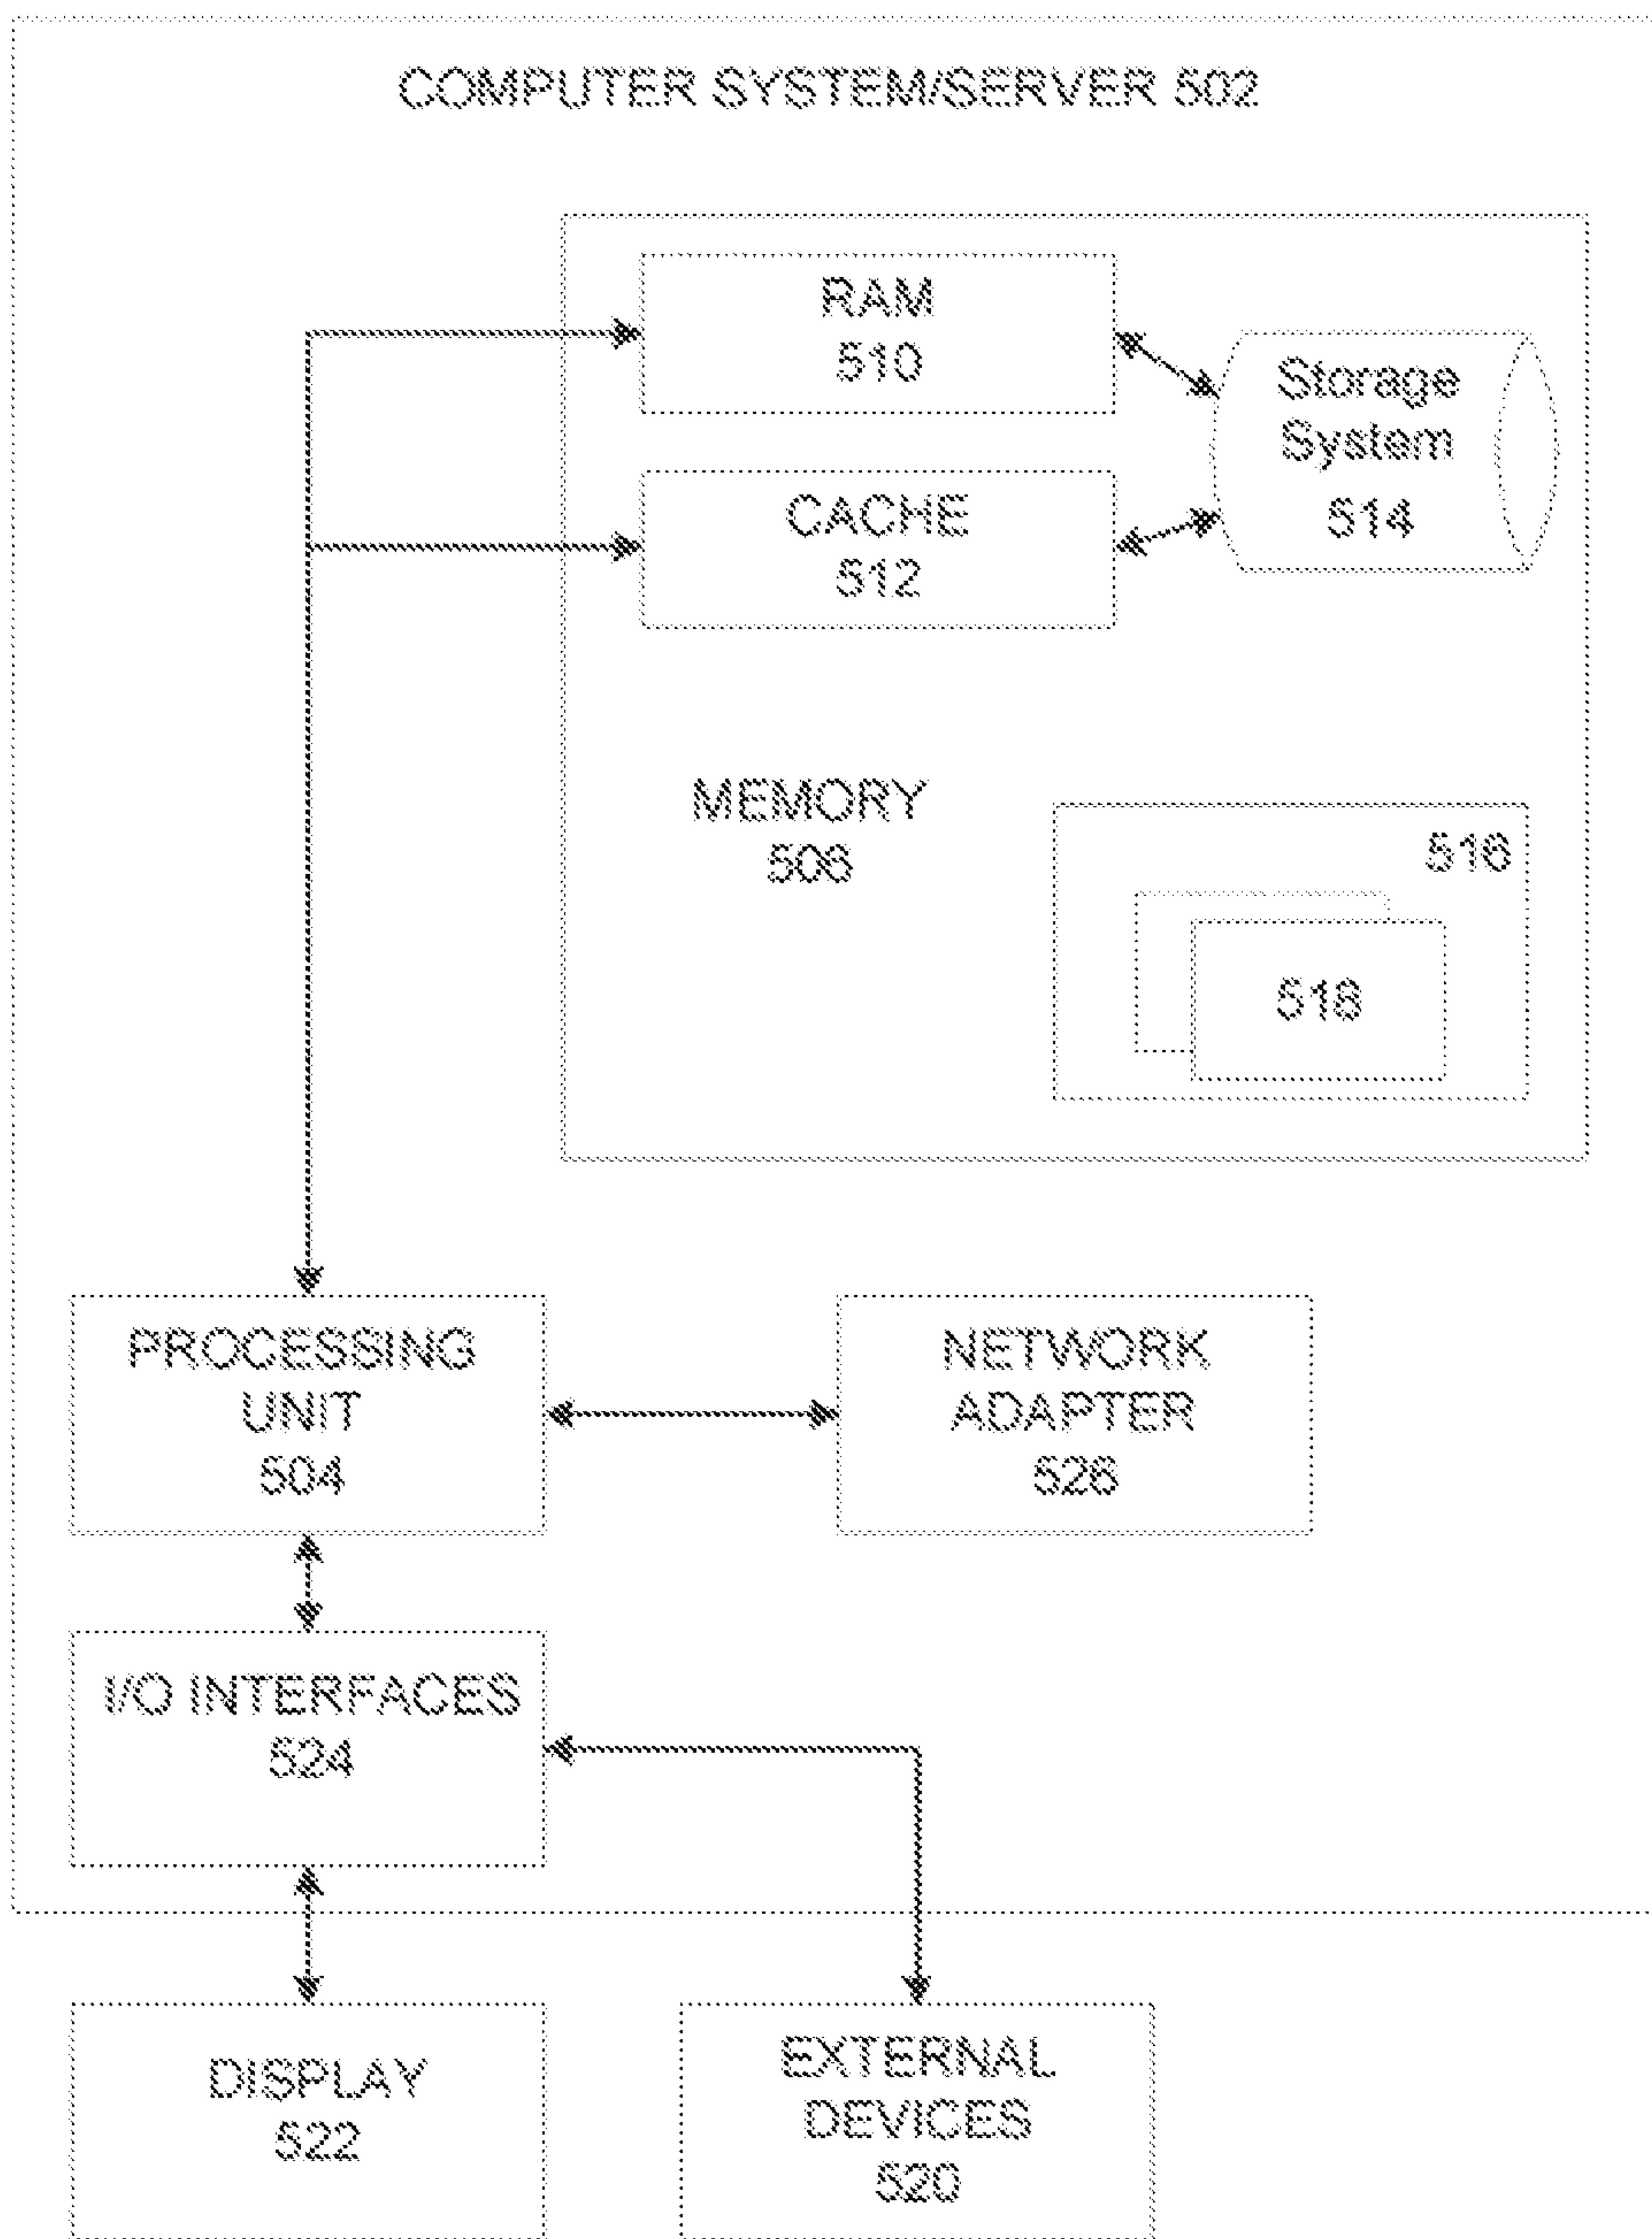 COMPUTER SYSTEM/SERVER 502
RAM
510
Storage
System
514
CACHE
512
MEMORY
506
516
518
PROCESSING
UNIT
504
NETWORK
ADAPTER
526
I/O INTERFACES
524
DISPLAY
522
EXTERNAL
DEVICES
520